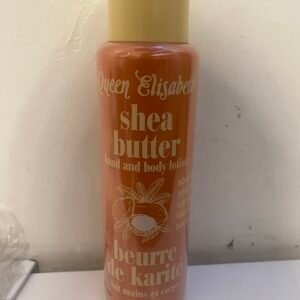 Queen Elisabeth
shea
butter
hand and body lotion
beurre
de karité
lait mains et corps